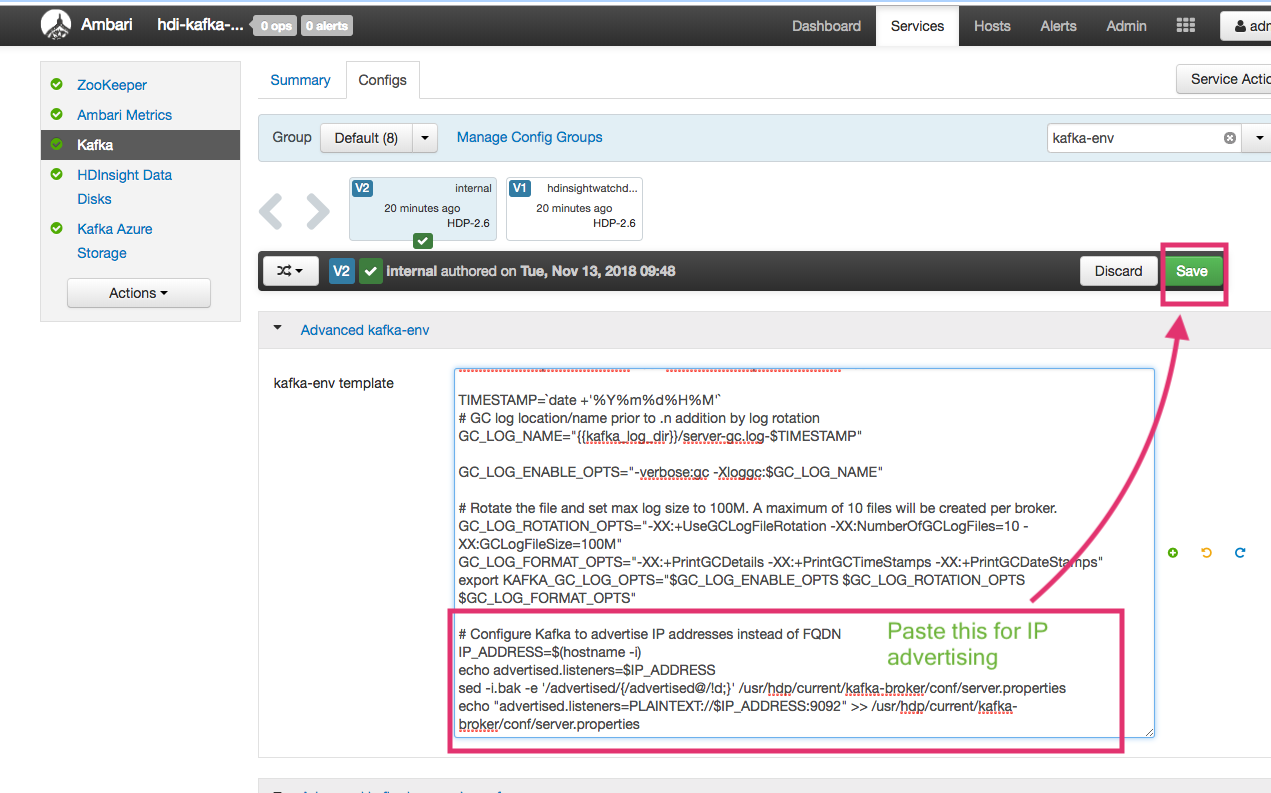 Ambari hdi-kafka-... 0 ops 0 alerts Dashboard Services Hosts Alerts Admin
Summary Configs Service Actio
ZooKeeper
Ambari Metrics
Kafka
HDInsight Data
Disks
Kafka Azure
Storage
Actions
Group Default (8) Manage Config Groups kafka-env
V2 internal
20 minutes ago
HDP-2.6
V1 hdinsightwatchd...
20 minutes ago
HDP-2.6
V2 internal authored on Tue, Nov 13, 2018 09:48 Discard Save
Advanced kafka-env
kafka-env template
TIMESTAMP=`date +'%Y%m%d%H%M'`
# GC log location/name prior to .n addition by log rotation
GC_LOG_NAME="{{kafka_log_dir}}/server-gc.log-$TIMESTAMP"
GC_LOG_ENABLE_OPTS="-verbose:gc -Xloggc:$GC_LOG_NAME"
# Rotate the file and set max log size to 100M. A maximum of 10 files will be created per broker.
GC_LOG_ROTATION_OPTS="-XX:+UseGCLogFileRotation -XX:NumberOfGCLogFiles=10 -
XX:GCLogFileSize=100M"
GC_LOG_FORMAT_OPTS="-XX:+PrintGCDetails -XX:+PrintGCTimeStamps -XX:+PrintGCDateStamps"
export KAFKA_GC_LOG_OPTS="$GC_LOG_ENABLE_OPTS $GC_LOG_ROTATION_OPTS
$GC_LOG_FORMAT_OPTS"
# Configure Kafka to advertise IP addresses instead of FQDN
IP_ADDRESS=$(hostname -i)
echo advertised.listeners=$IP_ADDRESS
sed -i.bak -e '/advertised/{/advertised@/!d;}' /usr/hdp/current/kafka-broker/conf/server.properties
echo "advertised.listeners=PLAINTEXT://$IP_ADDRESS:9092" >> /usr/hdp/current/kafka-
broker/conf/server.properties
Paste this for IP
advertising